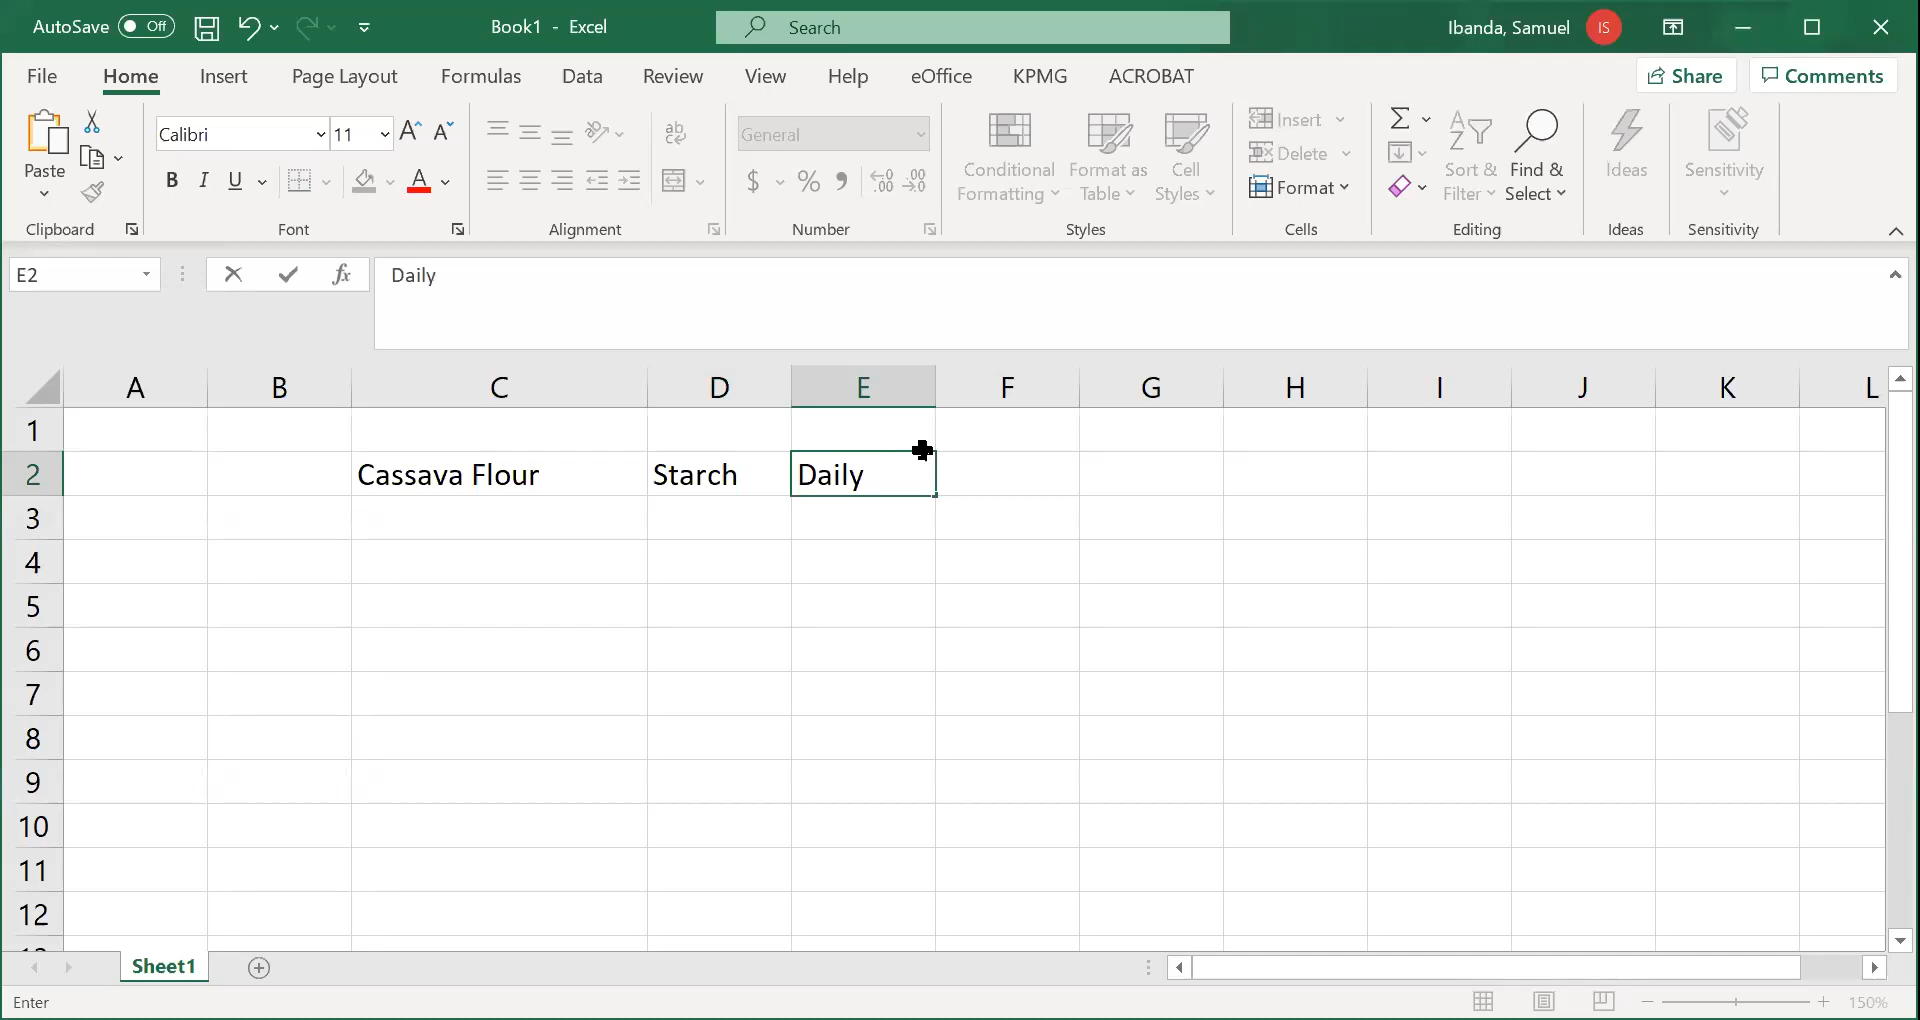 AutoSave Off Book1 - Excel Search Ibanda, Samuel IS
File Home Insert Page Layout Formulas Data Review View Help eOffice KPMG ACROBAT Share Comments
Paste
Calibri 11
B I U A
ab
General
$ % 9
Conditional Formatting
Format as Table
Cell Styles
Insert
Delete
Format
Sort & Filter
Find & Select
Ideas
Sensitivity
Clipboard Font Alignment Number Styles Cells Editing Ideas Sensitivity
E2 fx Daily
A B C D E F G H I J K L
1
2 Cassava Flour Starch Daily
3
4
5
6
7
8
9
10
11
12
Sheet1
Enter 150%